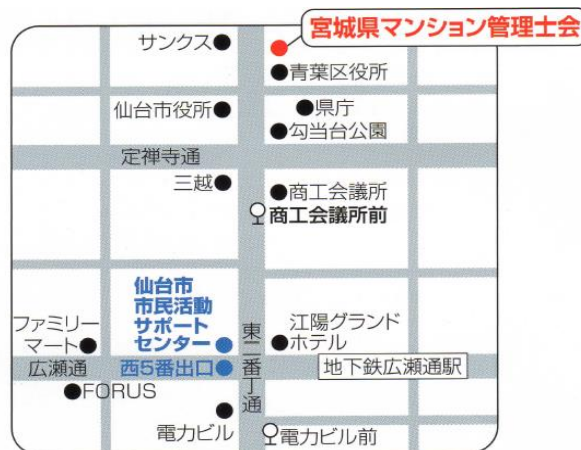 宮城県マンション管理士会
サンクス
青葉区役所
仙台市役所
県庁
勾当台公園
定禅寺通
三越
商工会議所
商工会議所前
仙台市
市民活動
サポート
センター
東二番丁通
ファミリー
マート
江陽グランド
ホテル
広瀬通
西5番出口
地下鉄広瀬通駅
FORUS
電力ビル
電力ビル前